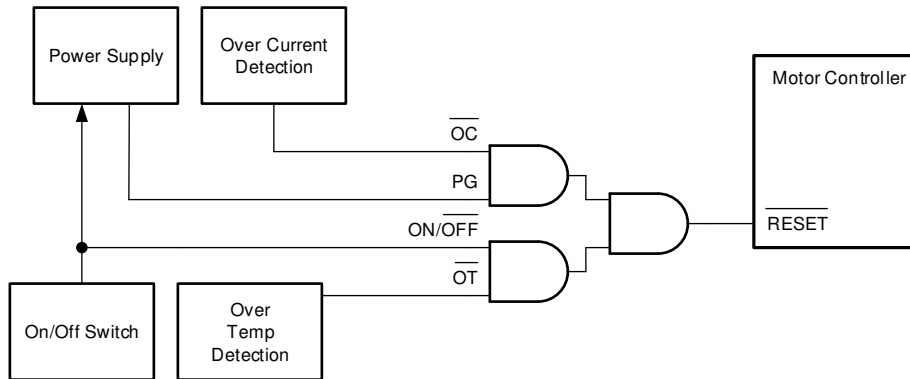 Power Supply
Over Current
Detection
Motor Controller
OC
PG
ON/OFF
OT
RESET
On/Off Switch
Over
Temp
Detection